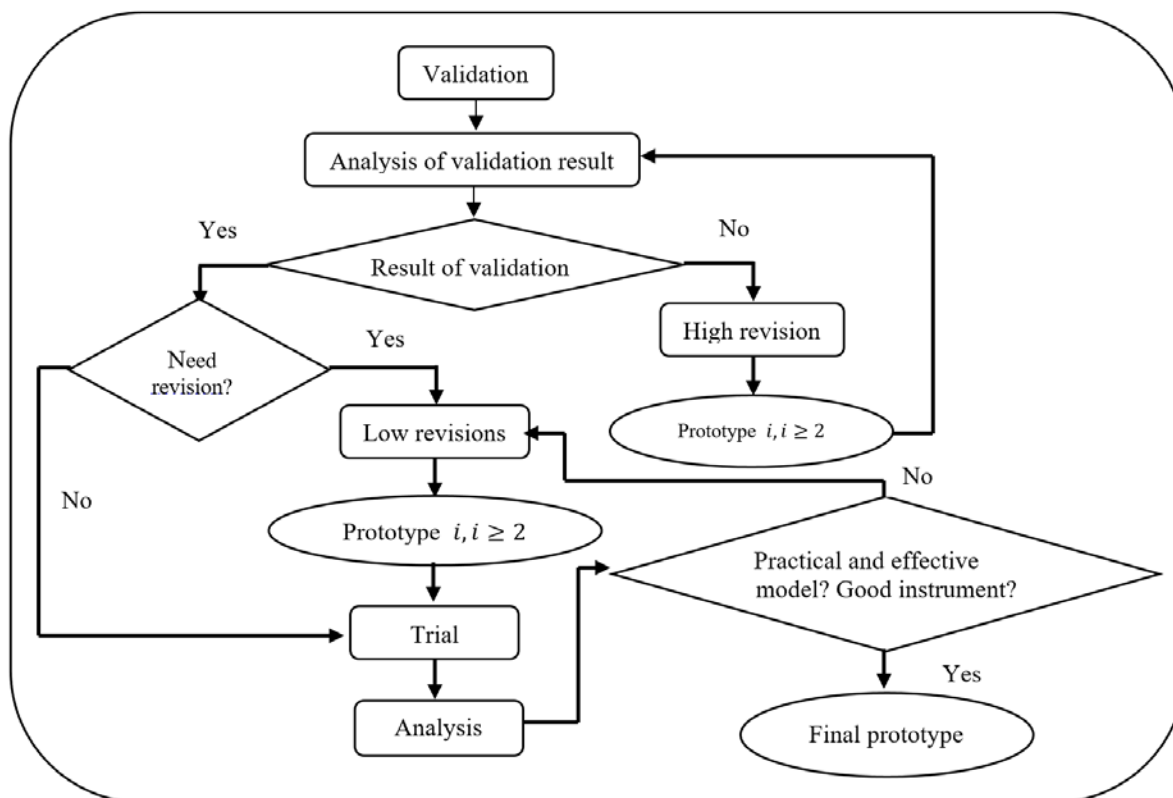 Validation
Analysis of validation result
Yes
No
Result of validation
High revision
Need
revision?
Yes
Prototype i, i ≥ 2
Low revisions
No
No
Prototype i, i ≥ 2
Practical and effective
model? Good instrument?
Trial
Yes
Analysis
Final prototype